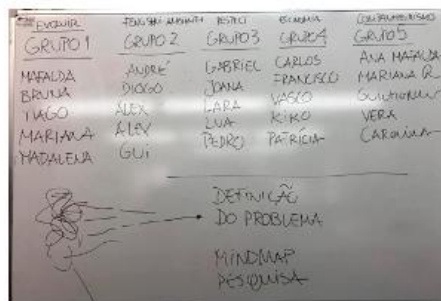 EVOLUIR
GRUPO 1
MAFALDA
BRUNA
TIAGO
MARIANA
MADALENA
GRUPO 2
ANDRÉ
DIOGO
ALEX
ALEX
GUI
GRUPO 3
GABRIEL
JOANA
LARA
LUA
PEDRO
GRUPO 4
CARLOS
FRANCISCO
VASCO
KIKO
PATRÍCIA
GRUPO 5
ANA MAFALDA
MARIANA R.
GUILHERME
VERA
CAROLINA
DEFINIÇÃO
DO PROBLEMA
MINDMAP
PESQUISA